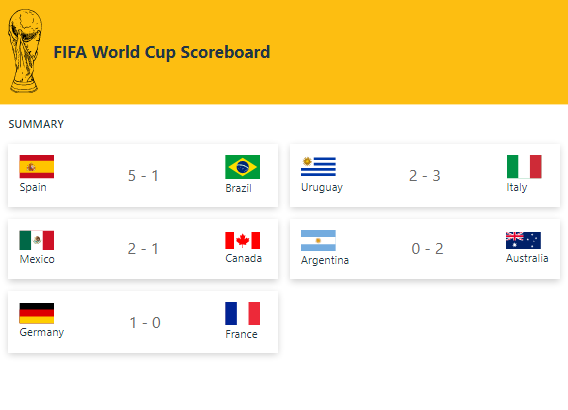 FIFA World Cup Scoreboard
SUMMARY
Spain 5 - 1 Brazil
Uruguay 2 - 3 Italy
Mexico 2 - 1 Canada
Argentina 0 - 2 Australia
Germany 1 - 0 France